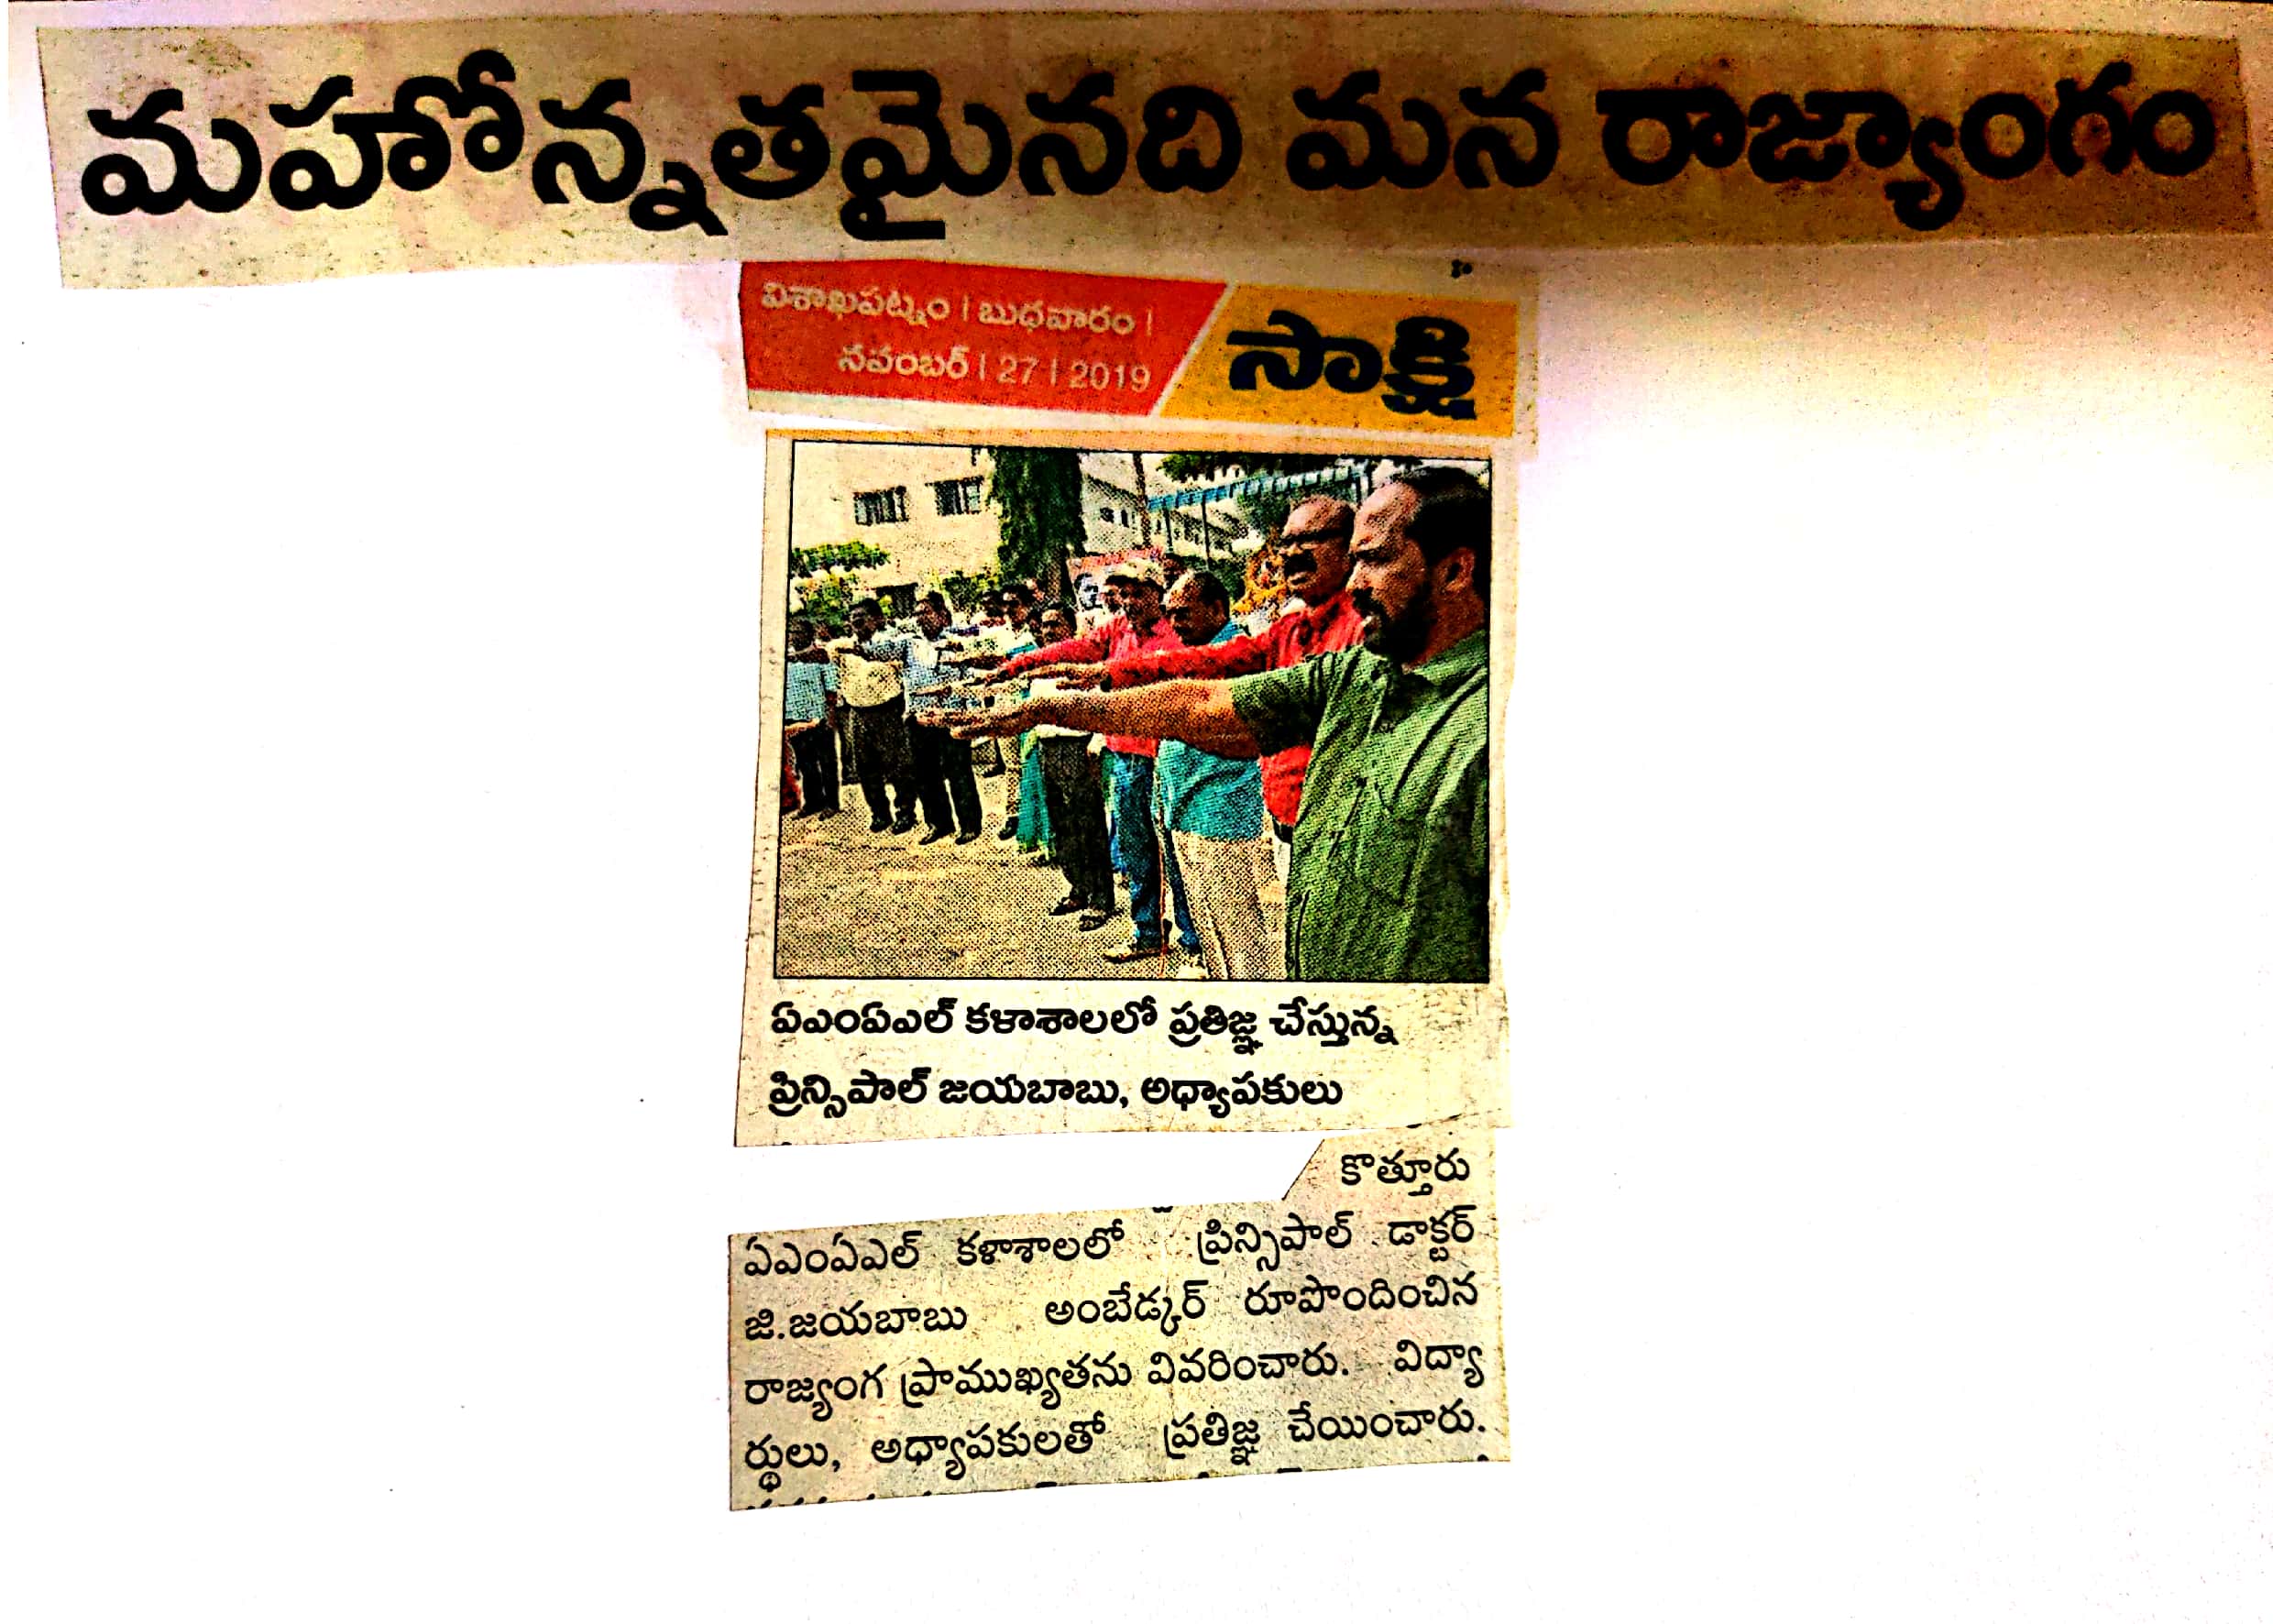 మహోన్నతమైనది మన రాజ్యాంగం
విశాఖపట్నం | బుధవారం |
నవంబర్ | 27 | 2019
సాక్షి
ఏఎంఏఎల్ కళాశాలలో ప్రతిజ్ఞ చేస్తున్న
ప్రిన్సిపాల్ జయబాబు, అధ్యాపకులు
కొత్తూరు
ఏఎంఏఎల్ కళాశాలలో ప్రిన్సిపాల్ డాక్టర్
జి.జయబాబు అంబేడ్కర్ రూపొందించిన
రాజ్యంగ ప్రాముఖ్యతను వివరించారు. విద్యా
ర్థులు, అధ్యాపకులతో ప్రతిజ్ఞ చేయించారు.